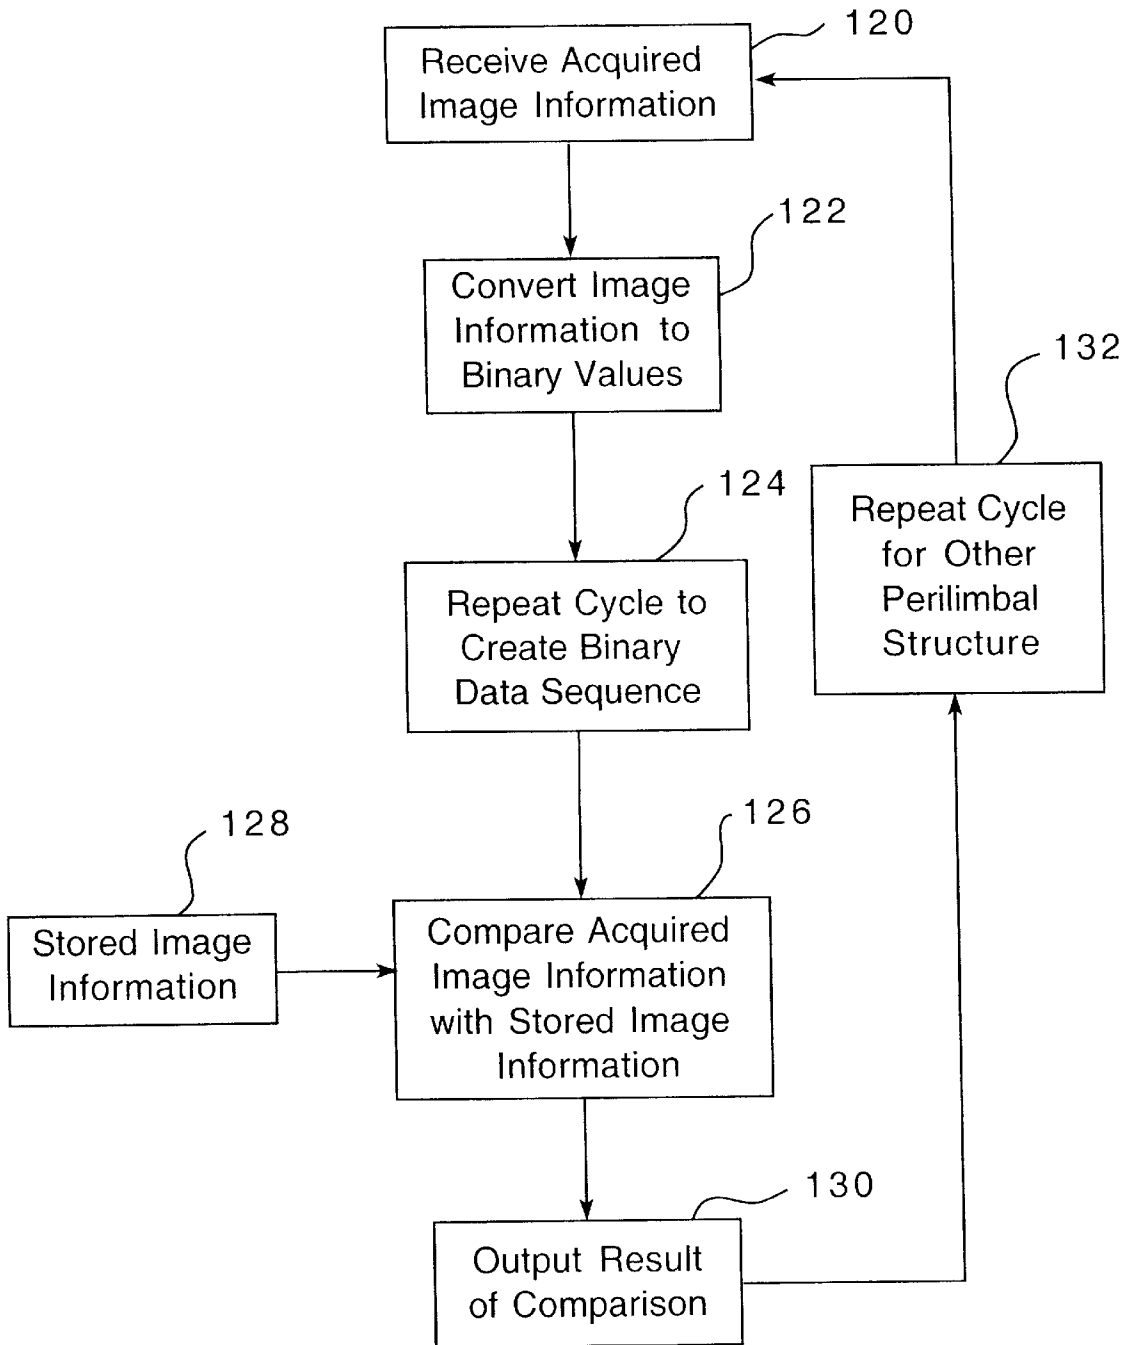 120
Receive Acquired
Image Information
122
Convert Image
Information to
Binary Values
132
124
Repeat Cycle
for Other
Perilimbal
Structure
Repeat Cycle to
Create Binary
Data Sequence
128
126
Stored Image
Information
Compare Acquired
Image Information
with Stored Image
Information
130
Output Result
of Comparison